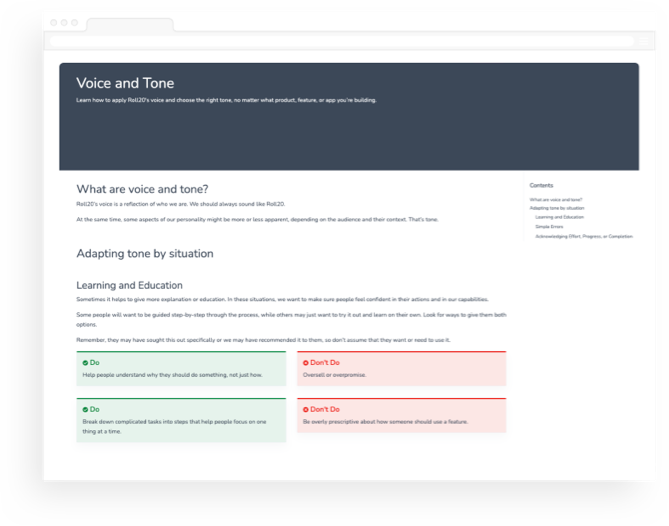 Voice and Tone
Learn how to apply Roll20's voice and choose the right tone, no matter what product, feature, or app you're building.
What are voice and tone?
Roll20's voice is a reflection of who we are. We should always sound like Roll20.
At the same time, some aspects of our personality might be more or less apparent, depending on the audience and their context. That's tone.
Adapting tone by situation
Learning and Education
Sometimes it helps to give more explanation or education. In these situations, we want to make sure people feel confident in their actions and in our capabilities.
Some people will want to be guided step-by-step through the process, while others may just want to try it out and learn on their own. Look for ways to give them both
options.
Remember, they may have sought this out specifically or we may have recommended it to them, so don't assume that they want or need to use it.
Do
Help people understand why they should do something, not just how.
Don't Do
Oversell or overpromise.
Do
Break down complicated tasks into steps that help people focus on one
thing at a time.
Don't Do
Be overly prescriptive about how someone should use a feature.
Contents
What are voice and tone?
Adapting tone by situation
Learning and Education
Simple Errors
Acknowledging Effort, Progress, or Completion